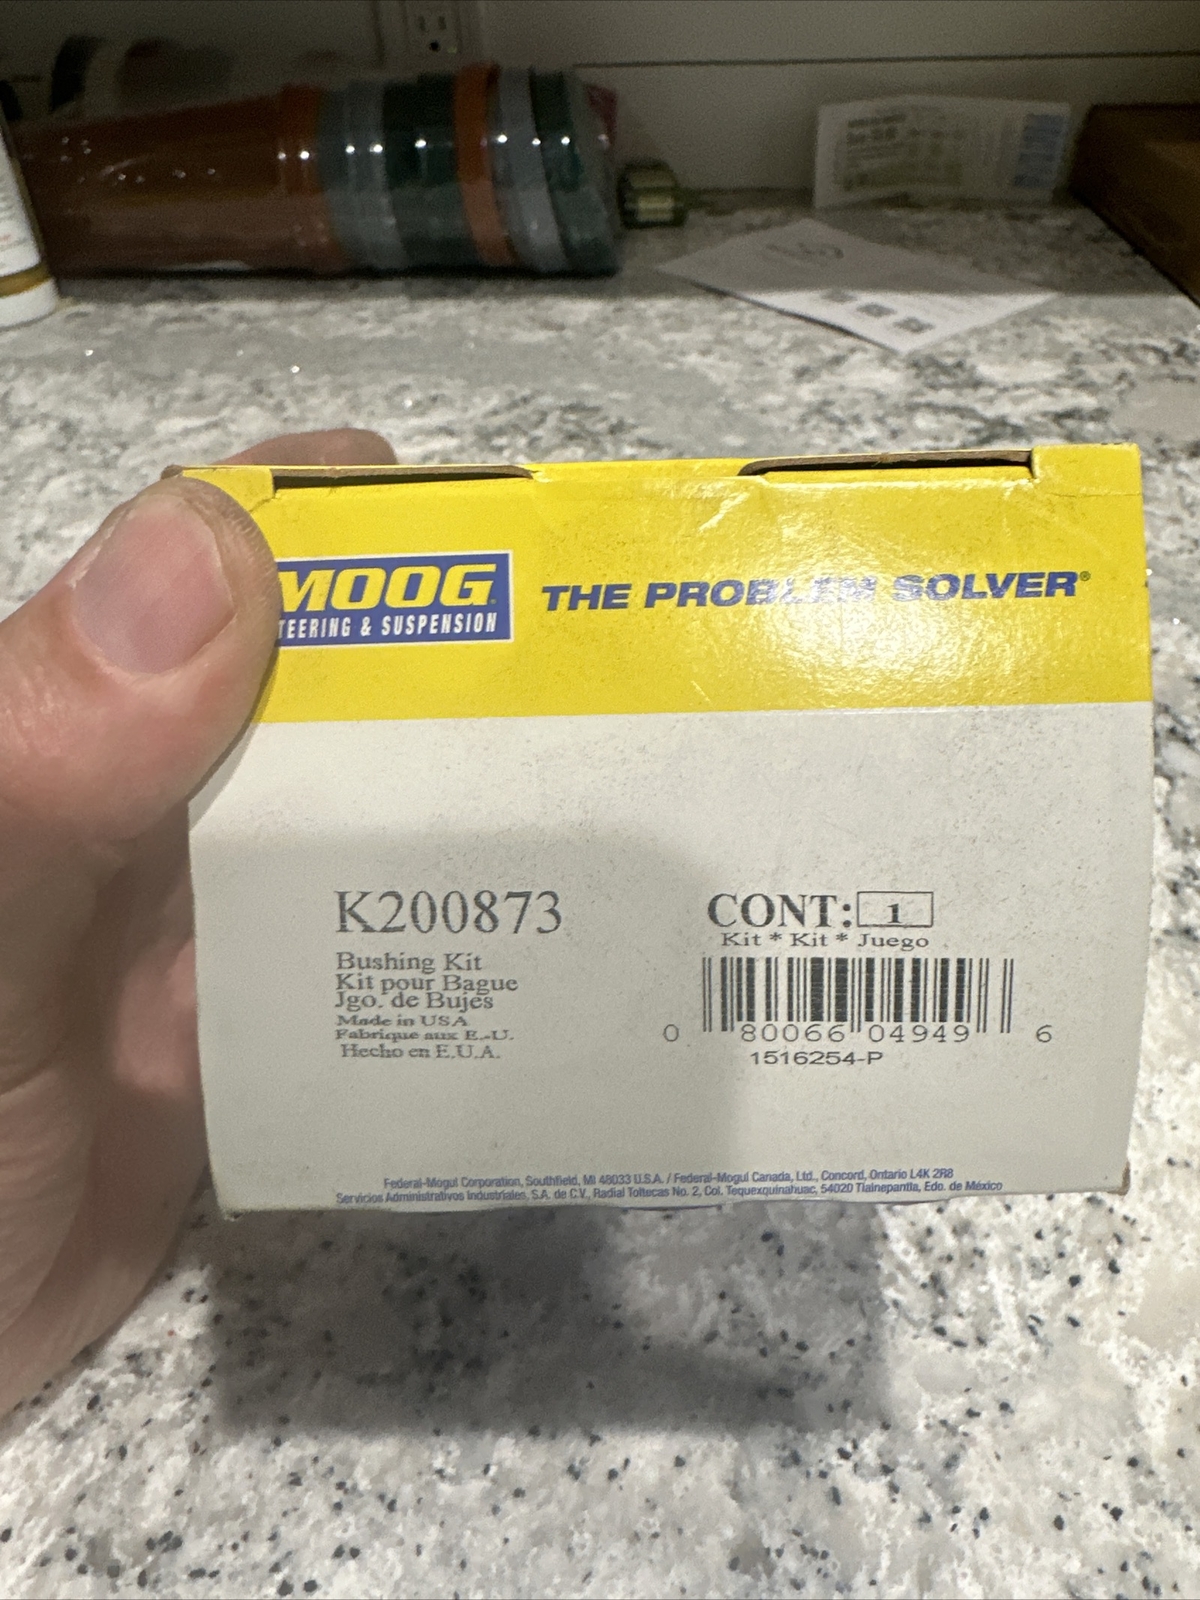 MOOG
TEERING & SUSPENSION
THE PROBLEM SOLVER®
K200873
Bushing Kit
Kit pour Bague
Jgo. de Bujes
Made in USA
Fabrique aux E.-U.
Hecho en E.U.A.
CONT: 1
Kit * Kit * Juego
0 80066 04949 6
1516254-P
Federal-Mogul Corporation, Southfield, MI 48033 U.S.A. / Federal-Mogul Canada, Ltd., Concord, Ontario L4K 2R8
Servicios Administrativos Industriales, S.A. de C.V., Radial Toltecas No. 2, Col. Tequexquinahuac, 54020 Tlalnepantla, Edo. de México